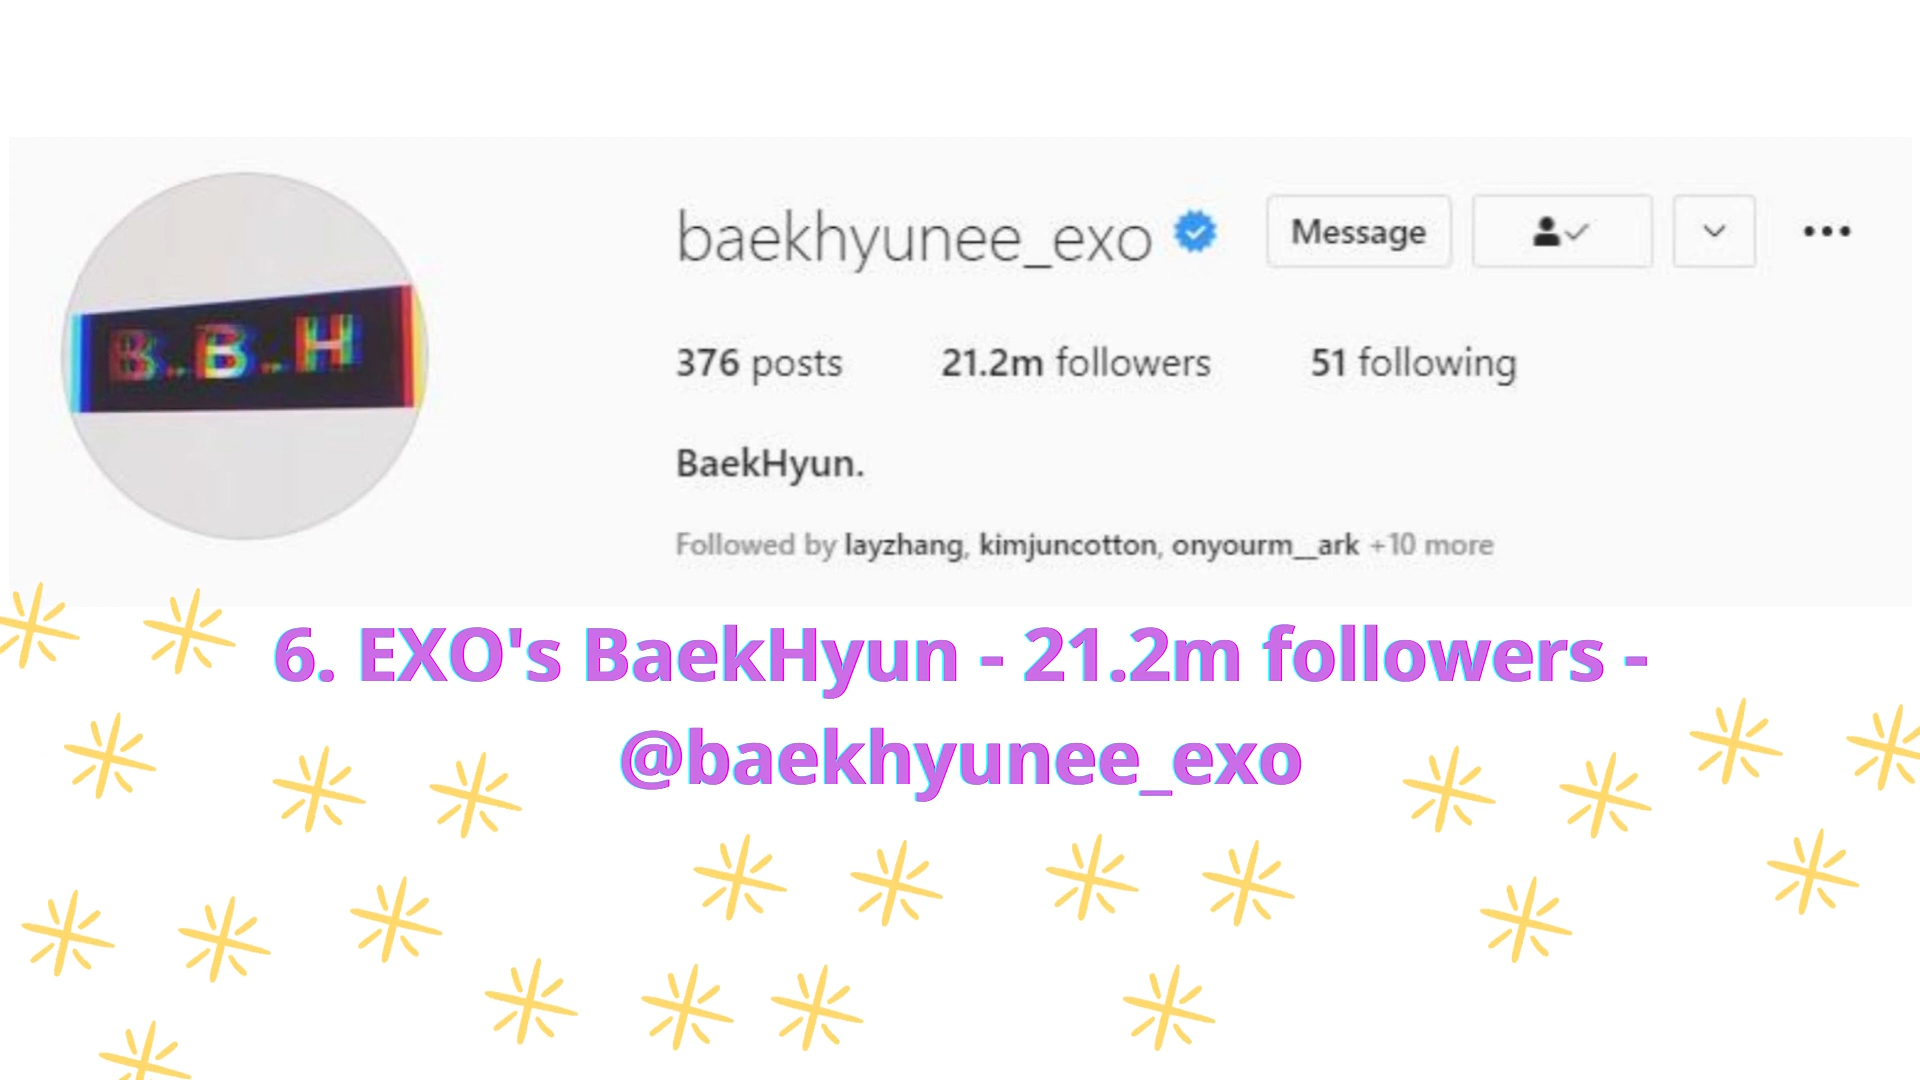 B..B..H
baekhyunee_exo
Message
376 posts 21.2m followers 51 following
BaekHyun.
Followed by layzhang, kimjuncotton, onyourm__ark +10 more
6. EXO's BaekHyun - 21.2m followers -
@baekhyunee_exo